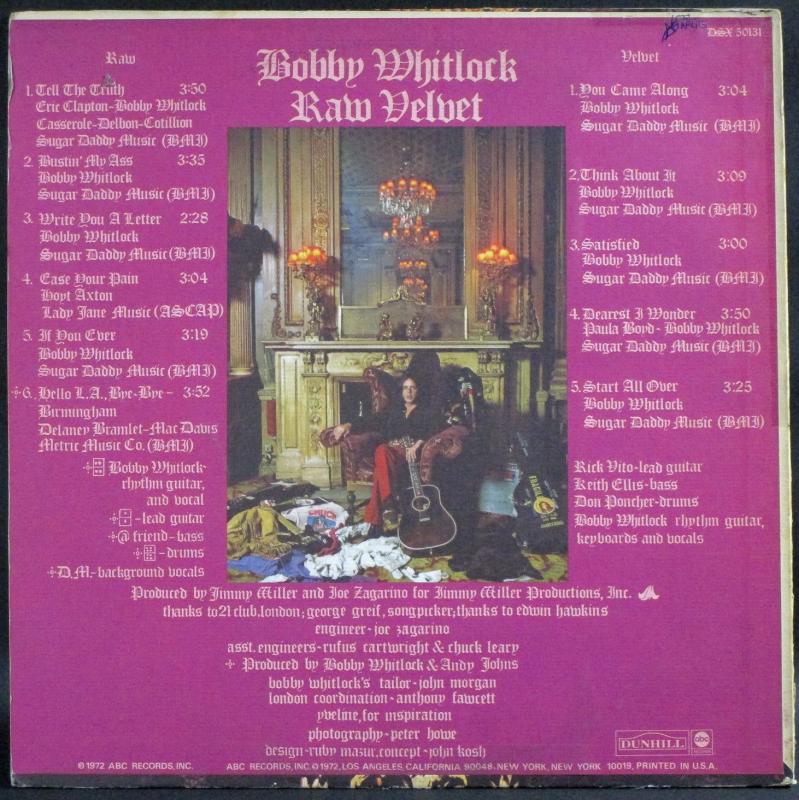 DSX 50131
Bobby Whitlock
Raw Velvet
Raw
1. Tell The Truth 3:50
Eric Clapton-Bobby Whitlock
Casserole-Delbon-Cotillion
Sugar Daddy Music (BMI)
2. Bustin' My Ass 3:35
Bobby Whitlock
Sugar Daddy Music (BMI)
3. Write You A Letter 2:28
Bobby Whitlock
Sugar Daddy Music (BMI)
4. Ease Your Pain 3:04
Hoyt Axton
Lady Jane Music (ASCAP)
5. If You Ever 3:19
Bobby Whitlock
Sugar Daddy Music (BMI)
✢6. Hello L.A., Bye-Bye- 3:52
Birmingham
Delaney Bramlet-Mac Davis
Metric Music Co. (BMI)
✢⚅ Bobby Whitlock-
rhythm guitar,
and vocal
✢⚁-lead guitar
✢@ friend-bass
✢-drums
✢D.M.-background vocals
Velvet
1. You Came Along 3:04
Bobby Whitlock
Sugar Daddy Music (BMI)
2. Think About It 3:09
Bobby Whitlock
Sugar Daddy Music (BMI)
3. Satisfied 3:00
Bobby Whitlock
Sugar Daddy Music (BMI)
4. Dearest I Wonder 3:50
Paula Boyd-Bobby Whitlock
Sugar Daddy Music (BMI)
5. Start All Over 3:25
Bobby Whitlock
Sugar Daddy Music (BMI)
Rick Vito-lead guitar
Keith Ellis-bass
Don Poncher-drums
Bobby Whitlock rhythm guitar,
keyboards and vocals
FRAGILE
Produced by Jimmy Miller and Joe Zagarino for Jimmy Miller Productions, Inc.
thanks to 21 club, london; george greif, songpicker; thanks to edwin hawkins
engineer-joe zagarino
asst. engineers-rufus cartwright & chuck leary
✢ Produced by Bobby Whitlock & Andy Johns
bobby whitlock's tailor-john morgan
london coordination-anthony fawcett
yveline, for inspiration
photography-peter howe
design-ruby mazur, concept-john kosh
DUNHILL abc RECORDS
© 1972 ABC RECORDS, INC. ABC RECORDS, INC. © 1972, LOS ANGELES, CALIFORNIA 90048-NEW YORK, NEW YORK 10019, PRINTED IN U.S.A.